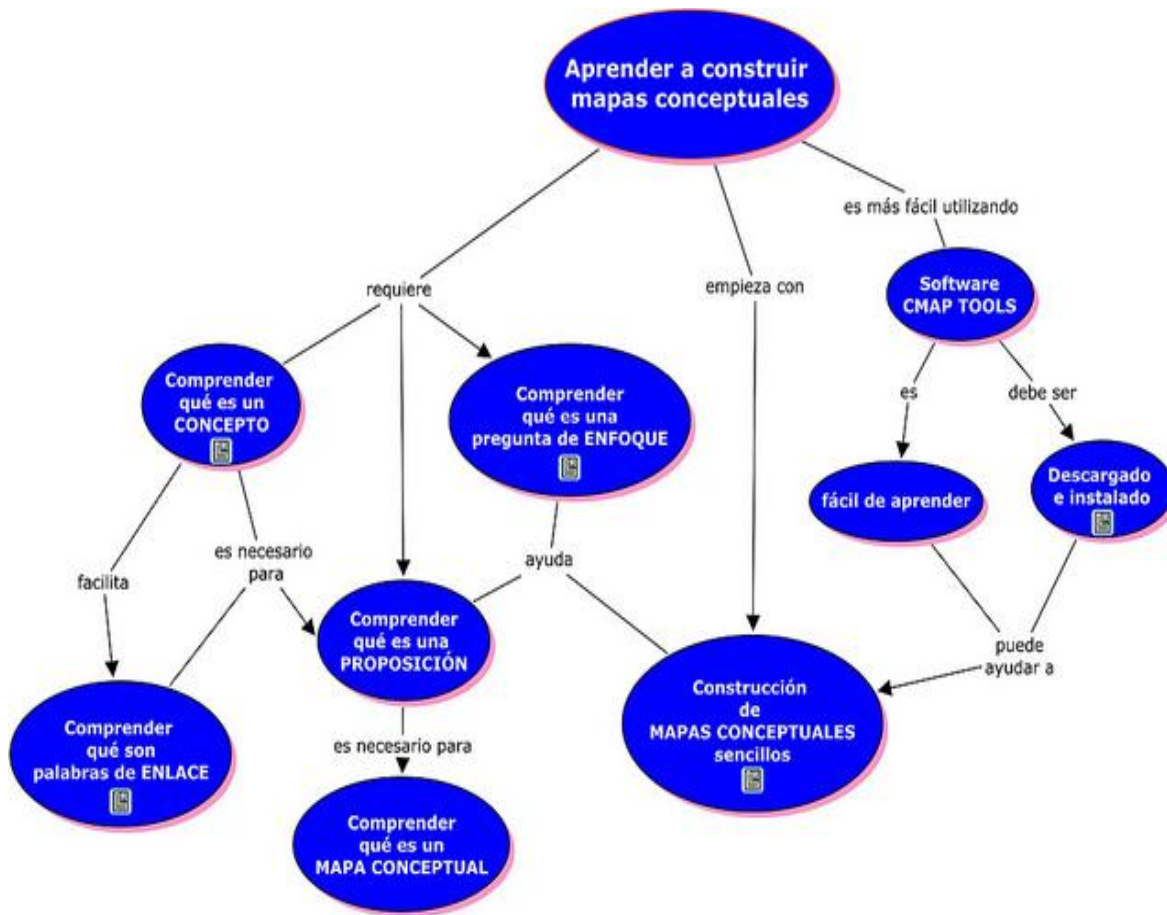 Aprender a construir
mapas conceptuales
es más fácil utilizando
requiere
empieza con
Software
CMAP TOOLS
Comprender
qué es un
CONCEPTO
Comprender
qué es una
pregunta de ENFOQUE
es
debe ser
fácil de aprender
Descargado
e instalado
facilita
es necesario
para
ayuda
Comprender
qué es una
PROPOSICIÓN
puede
ayudar a
Comprender
qué son
palabras de ENLACE
Construcción
de
MAPAS CONCEPTUALES
sencillos
es necesario para
Comprender
qué es un
MAPA CONCEPTUAL